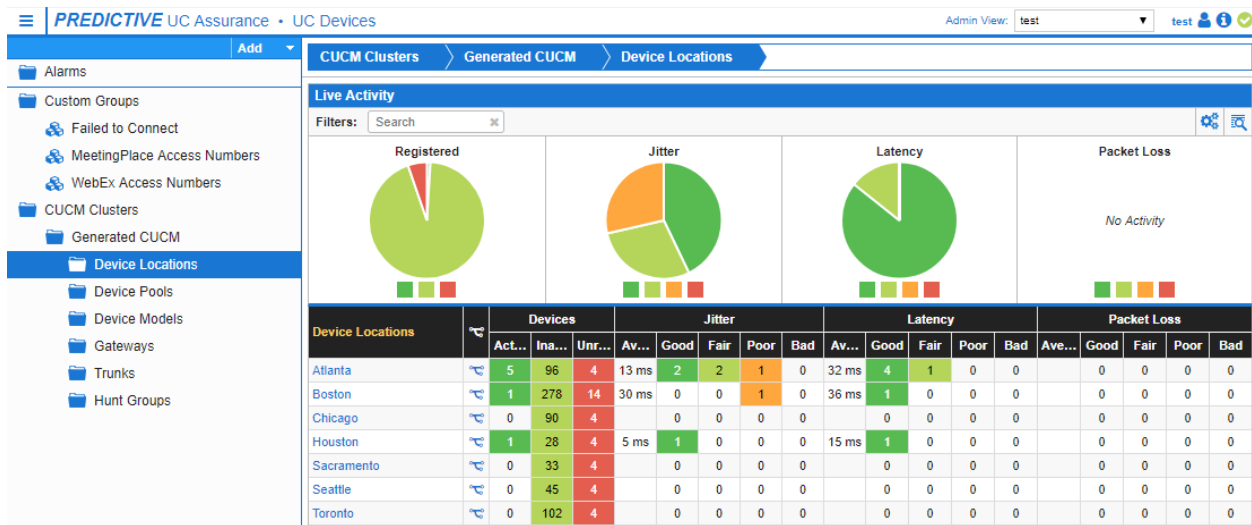 PREDICTIVE UC Assurance • UC Devices
Admin View: test
test
Add
Alarms
Custom Groups
Failed to Connect
MeetingPlace Access Numbers
WebEx Access Numbers
CUCM Clusters
Generated CUCM
Device Locations
Device Pools
Device Models
Gateways
Trunks
Hunt Groups
CUCM Clusters Generated CUCM Device Locations
Live Activity
Filters: Search
Registered Jitter Latency Packet Loss
No Activity
Device Locations Devices Jitter Latency Packet Loss
Act... Ina... Unr... Av... Good Fair Poor Bad Av... Good Fair Poor Bad Ave... Good Fair Poor Bad
Atlanta 5 96 4 13 ms 2 2 1 0 32 ms 4 1 0 0 0 0 0 0
Boston 1 278 14 30 ms 0 0 1 0 36 ms 1 0 0 0 0 0 0 0
Chicago 0 90 4 0 0 0 0 0 0 0 0 0 0 0 0
Houston 1 28 4 5 ms 1 0 0 0 15 ms 1 0 0 0 0 0 0 0
Sacramento 0 33 4 0 0 0 0 0 0 0 0 0 0 0 0
Seattle 0 45 4 0 0 0 0 0 0 0 0 0 0 0 0
Toronto 0 102 4 0 0 0 0 0 0 0 0 0 0 0 0